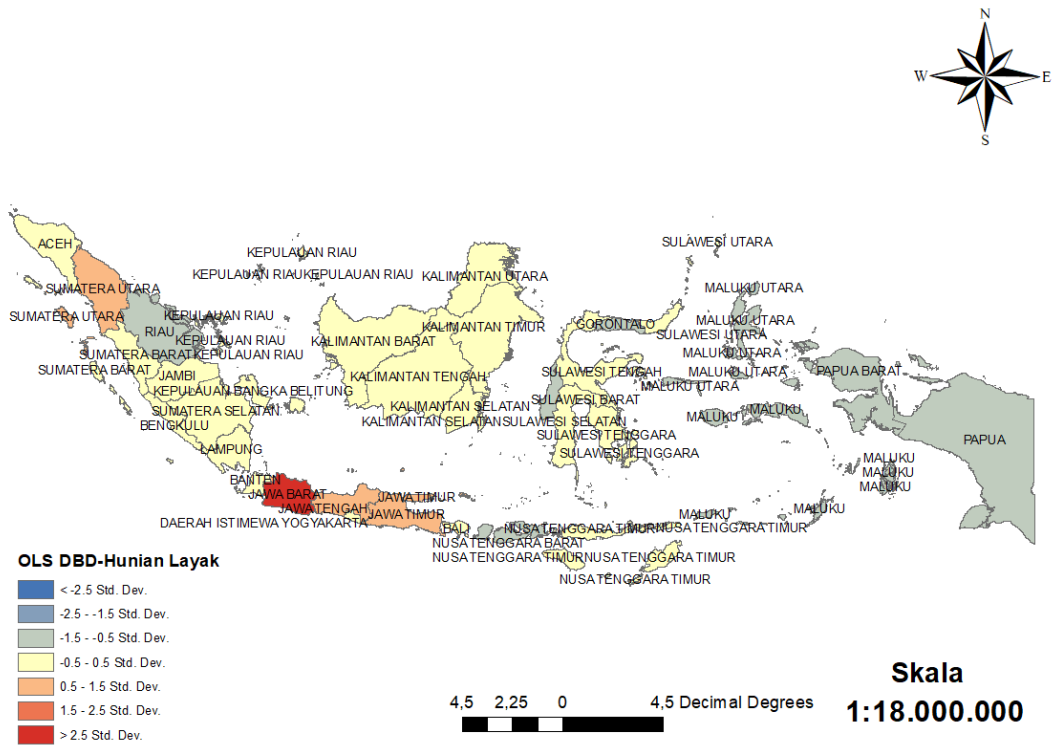 N
W
E
S
SULAWESI UTARA
ACEH
KEPULAUAN RIAU
KEPULAUAN RIAU
KEPULAUAN RIAU
KALIMANTAN UTARA
SUMATERA UTARA
MALUKU UTARA
SUMATERA UTARA
KEPULAUAN RIAU
RIAU
KALIMANTAN TIMUR
GORONTALO
MALUKU UTARA
SULAWESI UTARA
KEPULAUAN RIAU
KALIMANTAN BARAT
SUMATERA BARAT
KEPULAUAN RIAU
MALUKU UTARA
SUMATERA BARAT
JAMBI
KALIMANTAN TENGAH
SULAWESI TENGAH
MALUKU UTARA
PAPUA BARAT
MALUKU UTARA
KEPULAUAN BANGKA BELITUNG
SULAWESI BARAT
SUMATERA SELATAN
KALIMANTAN SELATAN
MALUKU
MALUKU
BENGKULU
KALIMANTAN SELATAN
SULAWESI SELATAN
SULAWESI TENGGARA
PAPUA
LAMPUNG
SULAWESI TENGGARA
MALUKU
MALUKU
MALUKU
BANTEN
JAWA BARAT
JAWA TIMUR
JAWA TENGAH
JAWA TIMUR
MALUKU
MALUKU
DAERAH ISTIMEWA YOGYAKARTA
BALI
NUSA TENGGARA TIMUR
NUSA TENGGARA TIMUR
NUSA TENGGARA BARAT
NUSA TENGGARA TIMUR
NUSA TENGGARA TIMUR
NUSA TENGGARA TIMUR
OLS DBD-Hunian Layak
< -2.5 Std. Dev.
-2.5 - -1.5 Std. Dev.
-1.5 - -0.5 Std. Dev.
-0.5 - 0.5 Std. Dev.
0.5 - 1.5 Std. Dev.
1.5 - 2.5 Std. Dev.
> 2.5 Std. Dev.
4,5 2,25 0 4,5 Decimal Degrees
Skala
1:18.000.000